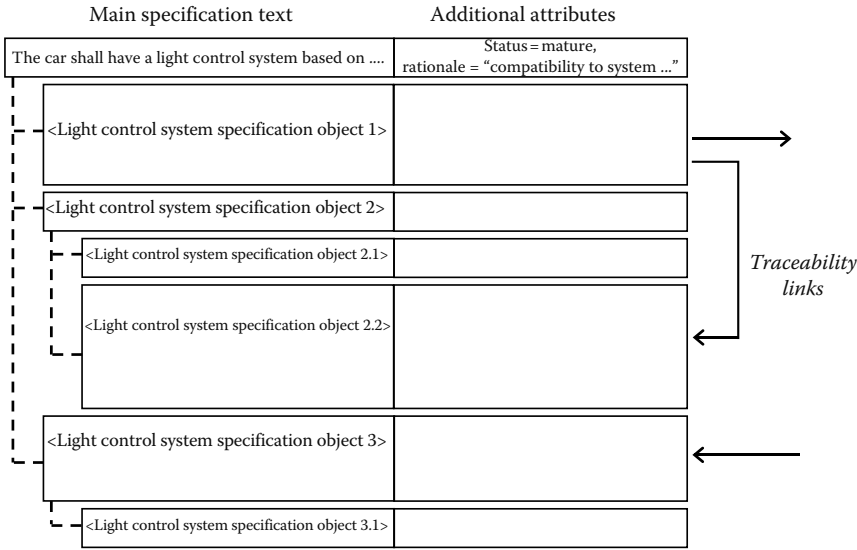 Main specification text
Additional attributes
The car shall have a light control system based on ....
Status = mature,
rationale = “compatibility to system ...”
<Light control system specification object 1>
<Light control system specification object 2>
<Light control system specification object 2.1>
Traceability
links
<Light control system specification object 2.2>
<Light control system specification object 3>
<Light control system specification object 3.1>